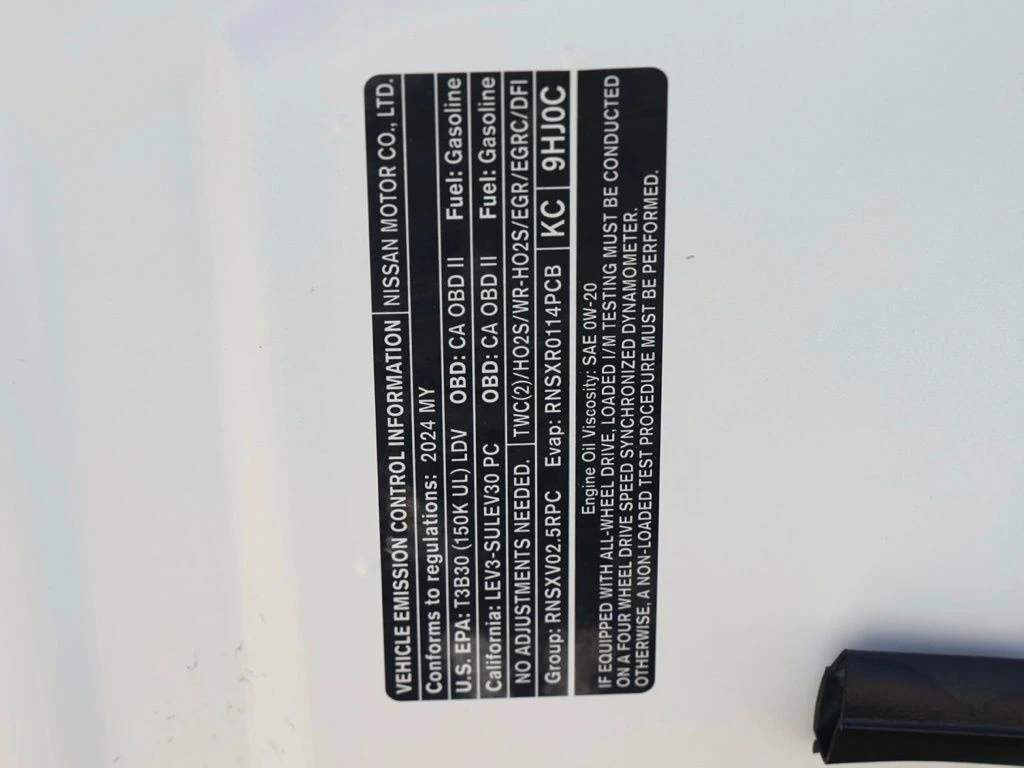 VEHICLE EMISSION CONTROL INFORMATION NISSAN MOTOR CO., LTD.
Conforms to regulations: 2024 MY
U.S. EPA: T3B30 (150K UL) LDV OBD: CA OBD II Fuel: Gasoline
California: LEV3-SULEV30 PC OBD: CA OBD II Fuel: Gasoline
NO ADJUSTMENTS NEEDED. TWC(2)/HO2S/WR-HO2S/EGR/EGRC/DFI
Group: RNSXV02.5RPC Evap: RNSXR0114PCB KC 9HJ0C
Engine Oil Viscosity: SAE 0W-20
IF EQUIPPED WITH ALL-WHEEL DRIVE, LOADED I/M TESTING MUST BE CONDUCTED
ON A FOUR WHEEL DRIVE SPEED SYNCHRONIZED DYNAMOMETER.
OTHERWISE, A NON-LOADED TEST PROCEDURE MUST BE PERFORMED.